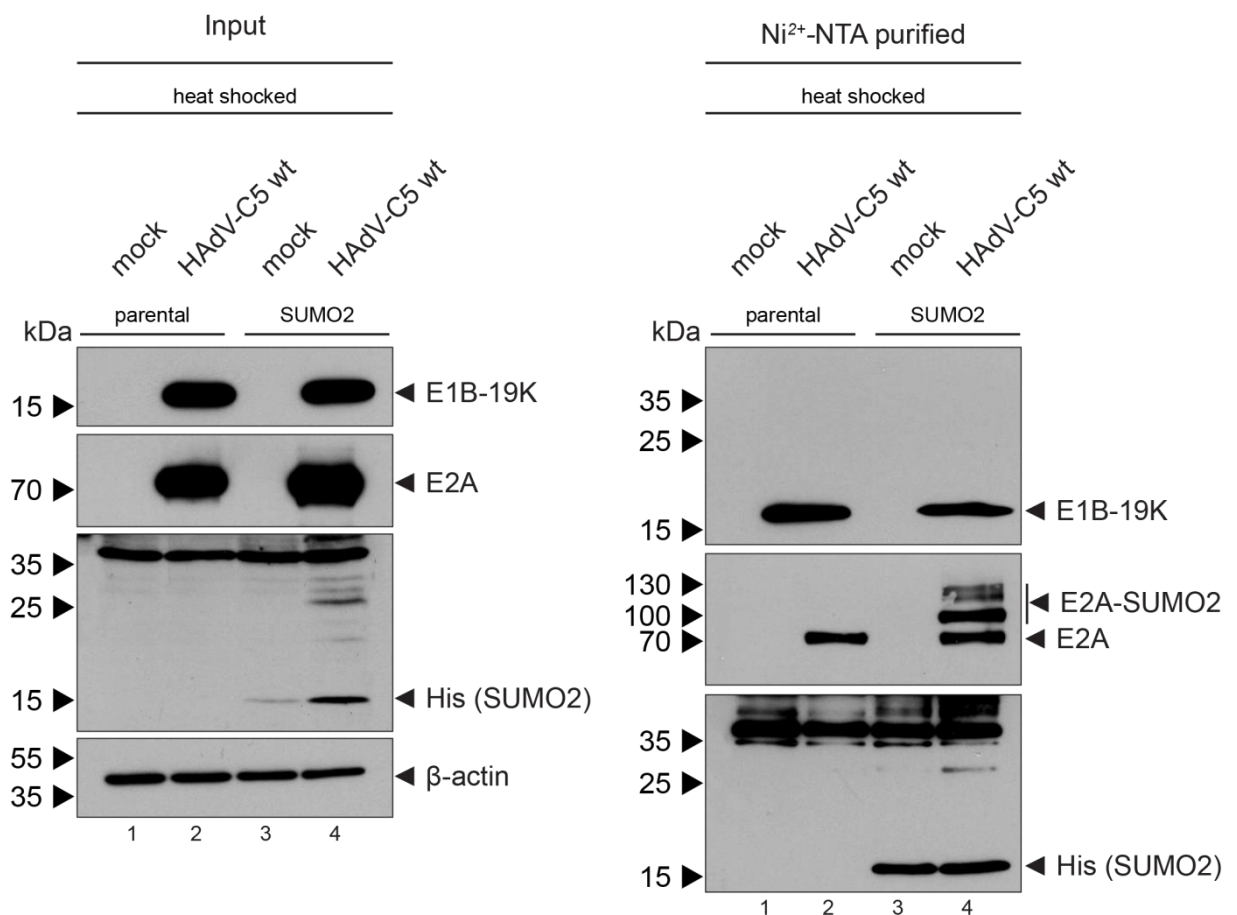 Input
heat shocked
mock
HAdV-C5 wt
mock
HAdV-C5 wt
parental
SUMO2
kDa
15
E1B-19K
70
E2A
35
25
15
His (SUMO2)
55
35
β-actin
1 2 3 4
Ni²⁺-NTA purified
heat shocked
mock
HAdV-C5 wt
mock
HAdV-C5 wt
parental
SUMO2
kDa
35
25
15
E1B-19K
130
100
70
E2A-SUMO2
E2A
35
25
15
His (SUMO2)
1 2 3 4